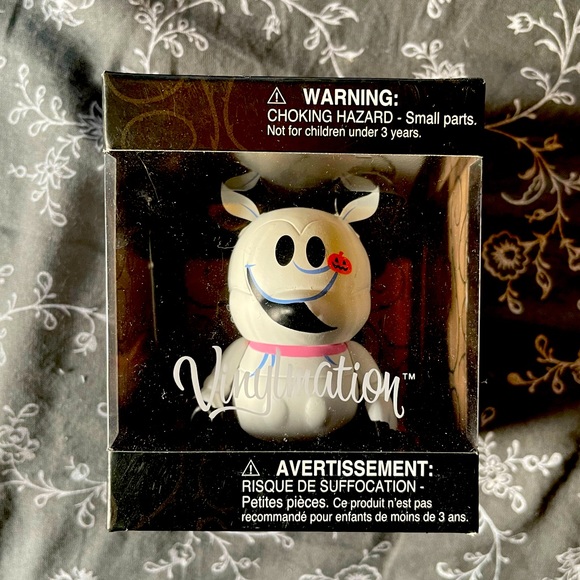 ⚠ WARNING:
CHOKING HAZARD - Small parts.
Not for children under 3 years.
Vinylmation™
⚠ AVERTISSEMENT:
RISQUE DE SUFFOCATION -
Petites pièces. Ce produit n'est pas
recommandé pour enfants de moins de 3 ans.